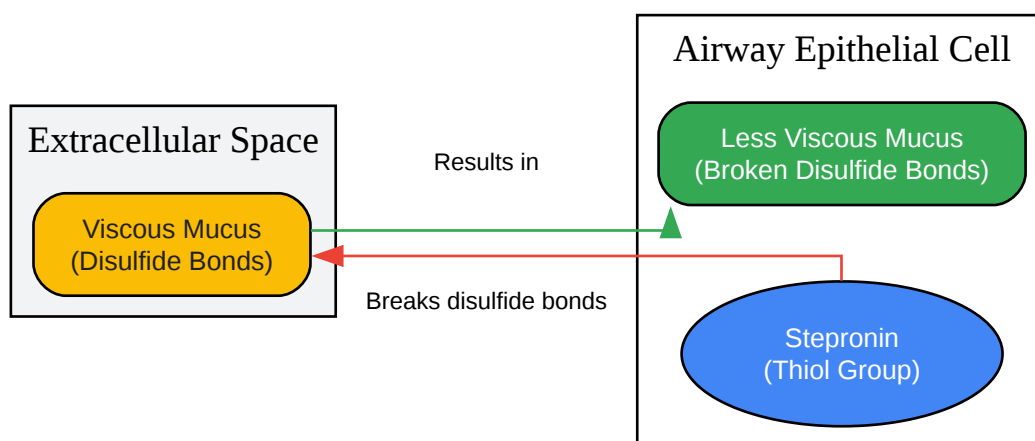 Airway Epithelial Cell
Extracellular Space
Less Viscous Mucus
(Broken Disulfide Bonds)
Results in
Viscous Mucus
(Disulfide Bonds)
Breaks disulfide bonds
Stepronin
(Thiol Group)